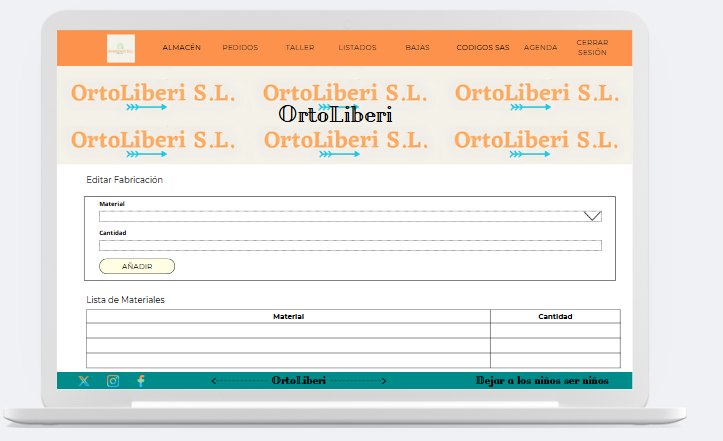 ALMACÉN PEDIDOS TALLER LISTADOS BAJAS CODIGOS SAS AGENDA CERRAR
SESIÓN
OrtoLiberi S.L. OrtoLiberi S.L. OrtoLiberi S.L.
OrtoLiberi
OrtoLiberi S.L. OrtoLiberi S.L. OrtoLiberi S.L.
Editar Fabricación
Material
Cantidad
AÑADIR
Lista de Materiales
Material Cantidad
<-------------- OrtoLiberi --------------> Dejar a los niños ser niños